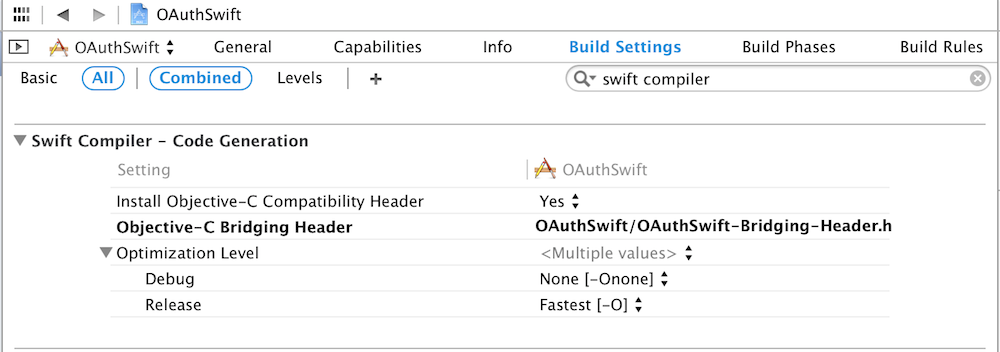 OAuthSwift
OAuthSwift General Capabilities Info Build Settings Build Phases Build Rules
Basic All Combined Levels + swift compiler
Swift Compiler – Code Generation
Setting OAuthSwift
Install Objective-C Compatibility Header Yes
Objective-C Bridging Header OAuthSwift/OAuthSwift-Bridging-Header.h
Optimization Level <Multiple values>
Debug None [-Onone]
Release Fastest [-O]